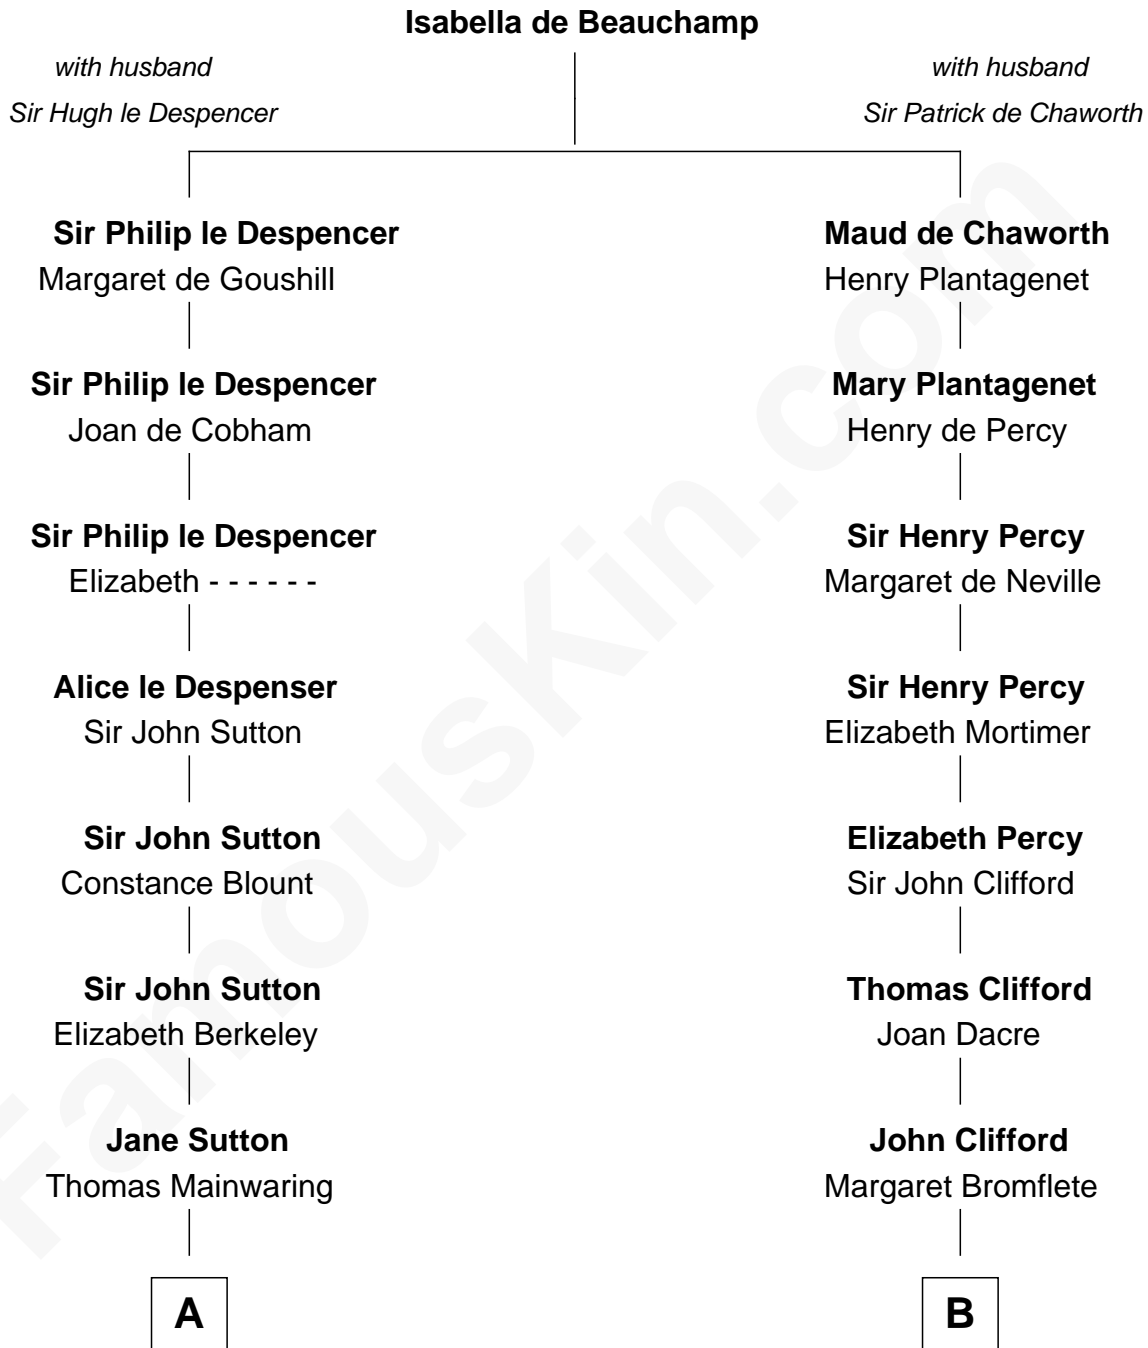 Isabella de Beauchamp
with husband
Sir Hugh le Despencer
with husband
Sir Patrick de Chaworth
Sir Philip le Despencer
Margaret de Goushill
Sir Philip le Despencer
Joan de Cobham
Sir Philip le Despencer
Elizabeth - - - - - -
Alice le Despenser
Sir John Sutton
Sir John Sutton
Constance Blount
Sir John Sutton
Elizabeth Berkeley
Jane Sutton
Thomas Mainwaring
A
Maud de Chaworth
Henry Plantagenet
Mary Plantagenet
Henry de Percy
Sir Henry Percy
Margaret de Neville
Sir Henry Percy
Elizabeth Mortimer
Elizabeth Percy
Sir John Clifford
Thomas Clifford
Joan Dacre
John Clifford
Margaret Bromflete
B
FamousKin.com